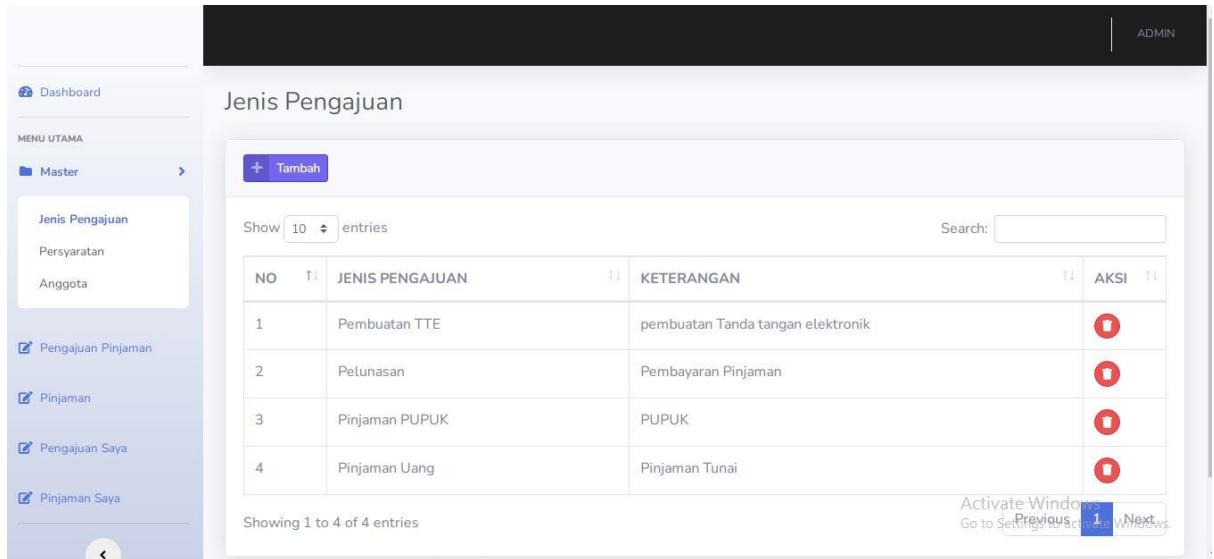 ADMIN
Dashboard
MENU UTAMA
Master
Jenis Pengajuan
Persyaratan
Anggota
Pengajuan Pinjaman
Pinjaman
Pengajuan Saya
Pinjaman Saya
Jenis Pengajuan
+ Tambah
Show 10 entries
Search:
NO JENIS PENGAJUAN KETERANGAN AKSI
1 Pembuatan TTE pembuatan Tanda tangan elektronik
2 Pelunasan Pembayaran Pinjaman
3 Pinjaman PUPUK PUPUK
4 Pinjaman Uang Pinjaman Tunai
Showing 1 to 4 of 4 entries
Previous 1 Next
Activate Windows
Go to Settings to activate Windows.